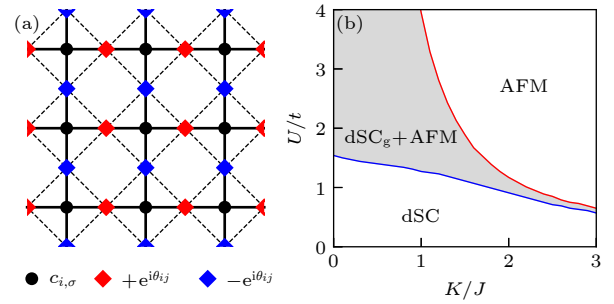 (a)
c_{i,σ} +e^{iθ_{ij}} −e^{iθ_{ij}}
(b)
U/t
4
3
2
1
0
AFM
dSC_g+AFM
dSC
0 1 2 3
K/J